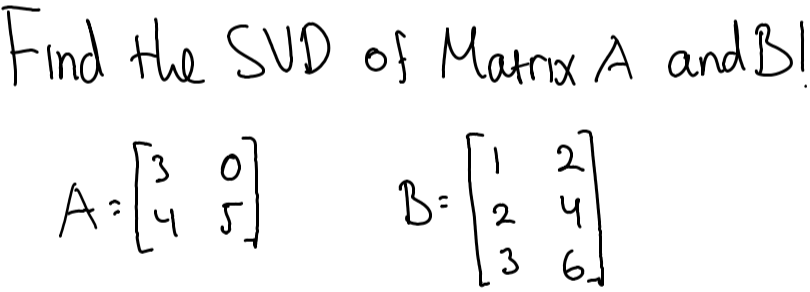 Find the SVD of Matrix A and B!
A = [3 0; 4 5] B = [1 2; 2 4; 3 6]